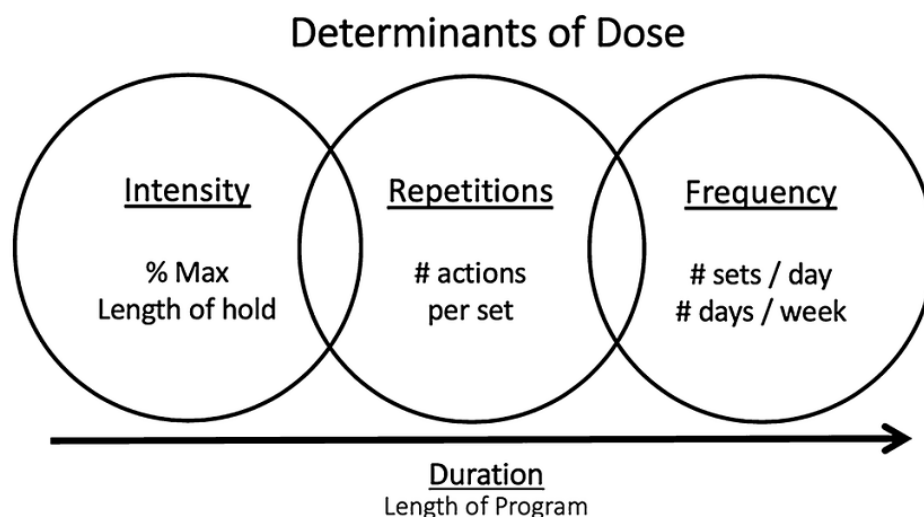 Determinants of Dose
Intensity
% Max
Length of hold
Repetitions
# actions
per set
Frequency
# sets / day
# days / week
Duration
Length of Program